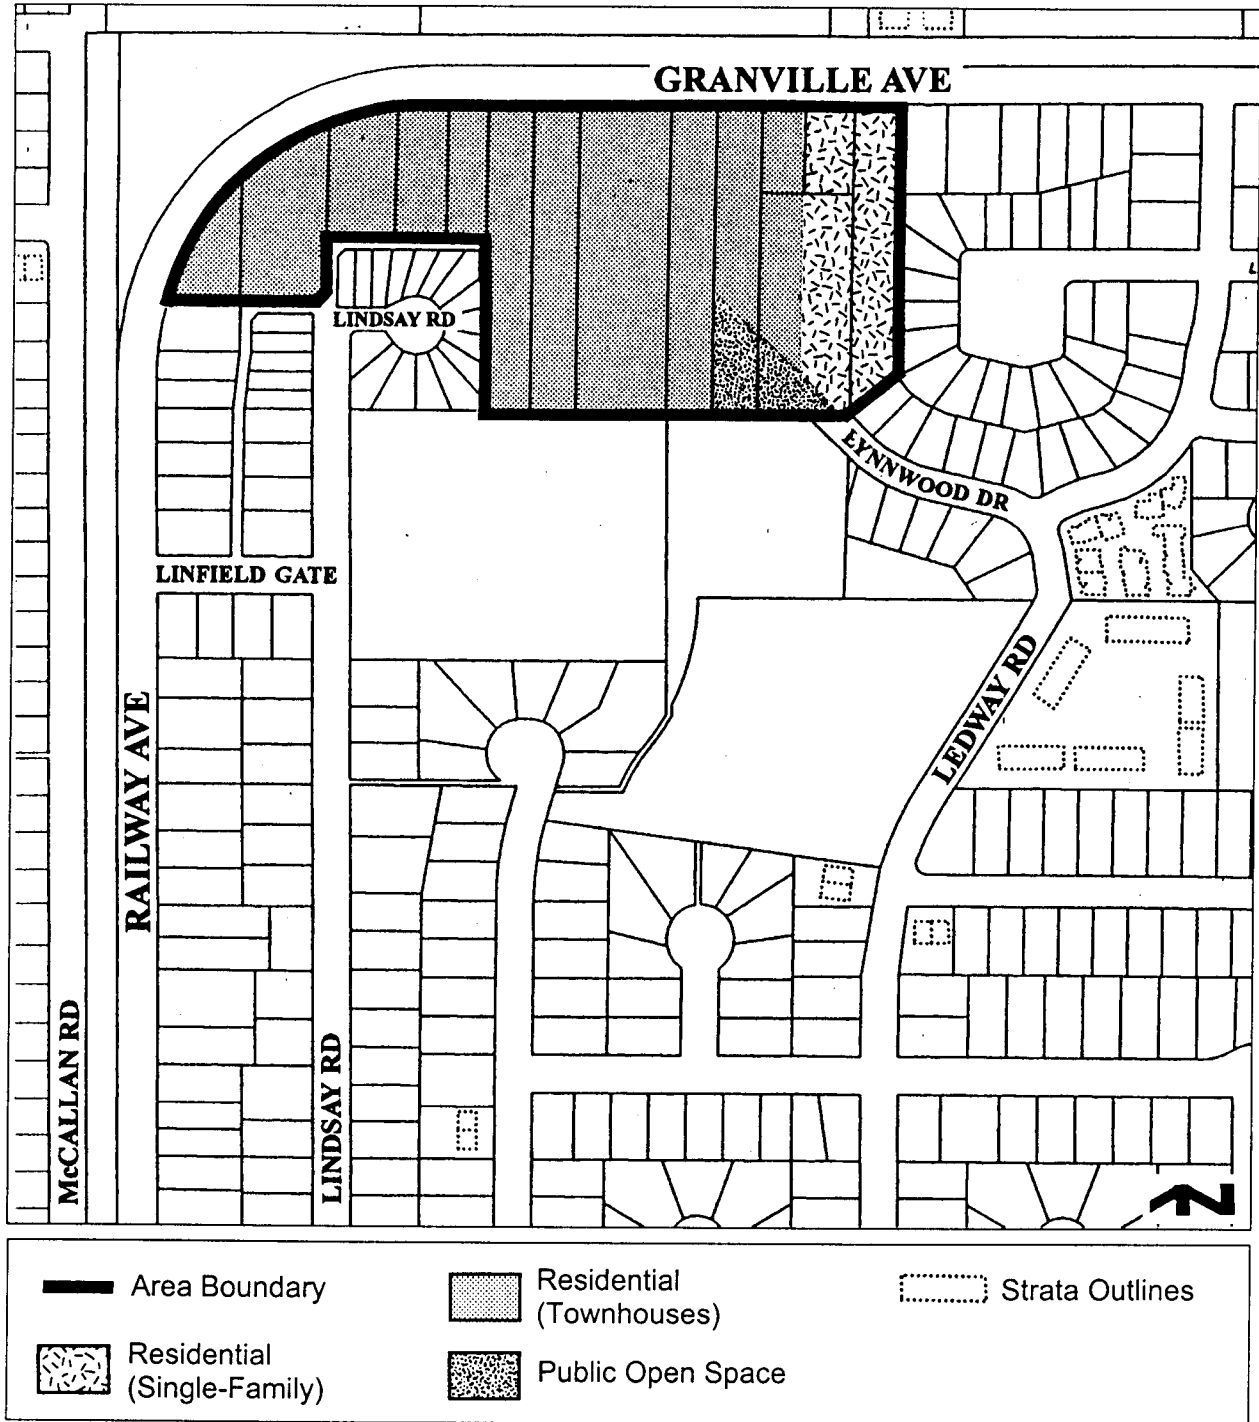 GRANVILLE AVE
LINDSAY RD
LYNNWOOD DR
LINFIELD GATE
RAILWAY AVE
LEDWAY RD
McCALLAN RD
LINDSAY RD
L
N
Area Boundary
Residential
(Townhouses)
Strata Outlines
Residential
(Single-Family)
Public Open Space